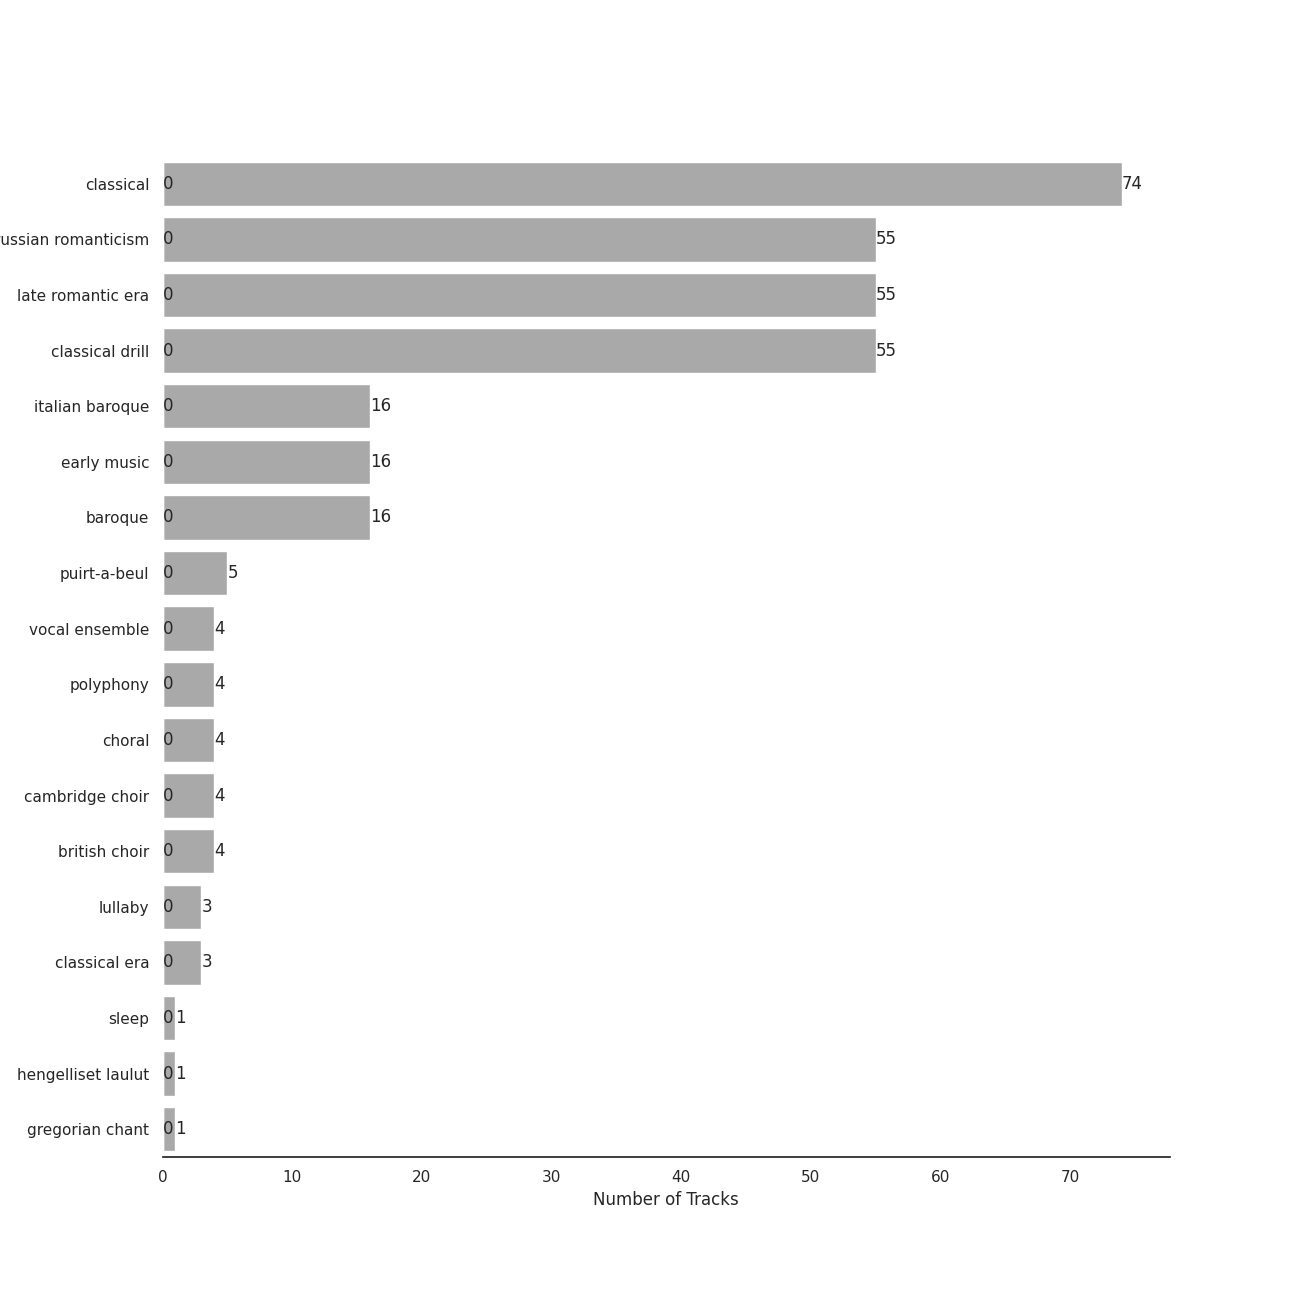 classical 0 74
ussian romanticism 0 55
late romantic era 0 55
classical drill 0 55
italian baroque 0 16
early music 0 16
baroque 0 16
puirt-a-beul 0 5
vocal ensemble 0 4
polyphony 0 4
choral 0 4
cambridge choir 0 4
british choir 0 4
lullaby 0 3
classical era 0 3
sleep 0 1
hengelliset laulut 0 1
gregorian chant 0 1
0 10 20 30 40 50 60 70
Number of Tracks